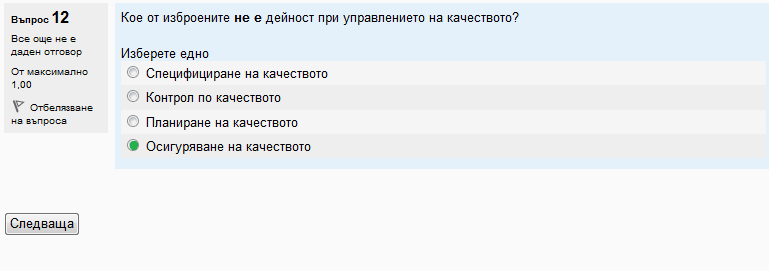 Въпрос 12
Все още не е
даден отговор
От максимално
1,00
Отбелязване
на въпроса
Кое от изброените не е дейност при управлението на качеството?
Изберете едно
Специфициране на качеството
Контрол по качеството
Планиране на качеството
Осигуряване на качеството
Следваща